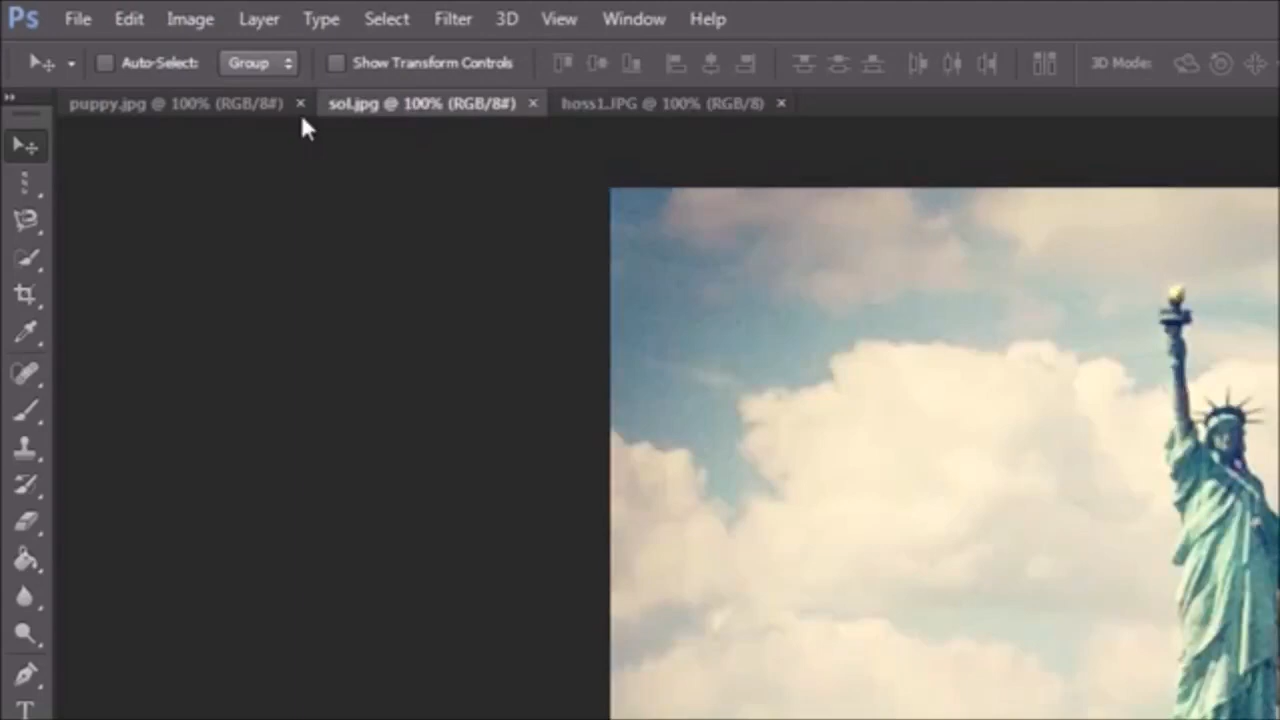 Ps File Edit Image Layer Type Select Filter 3D View Window Help
Auto-Select: Group Show Transform Controls 3D Mode:
puppy.jpg @ 100% (RGB/8#) × sol.jpg @ 100% (RGB/8#) × hoss1.JPG @ 100% (RGB/8) ×
T